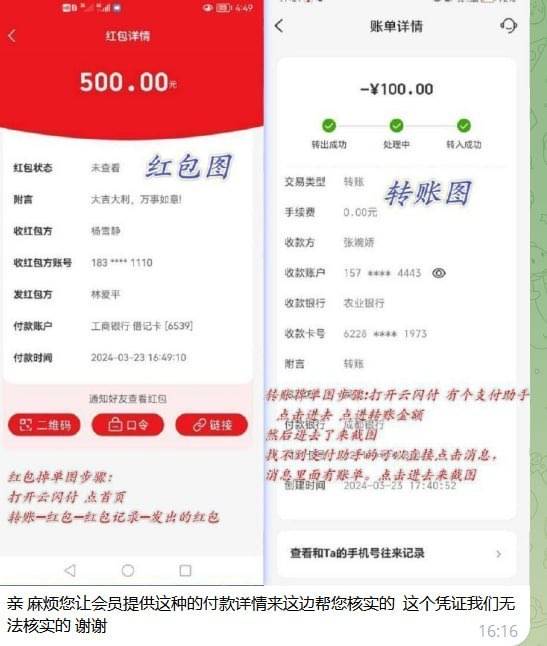 4:49
红包详情
500.00元
红包图
红包状态 未查看
附言 大吉大利，万事如意!
收红包方 杨雪静
收红包方账号 183 **** 1110
发红包方 林爱平
付款账户 工商银行 借记卡 [6539]
付款时间 2024-03-23 16:49:10
通知好友查看红包
二维码 口令 链接
红包掉单图步骤:
打开云闪付 点首页
转账—红包—红包记录—发出的红包
账单详情
-¥100.00
转出成功 处理中 转入成功
转账图
交易类型 转账
手续费 0.00元
收款方 张婉娇
收款账户 157 **** 4443
收款银行 农业银行
收款卡号 6228 **** 1973
附言 转账
转账掉单图步骤:打开云闪付 有个支付助手
点击进去 点进转账金额
付款银行 成都银行
然后进去了来截图
找不到支付助手的可以直接点击消息，
消息里面有账单。点击进去来截图
创建时间 2024-03-23 17:40:52
查看和Ta的手机号往来记录
亲 麻烦您让会员提供这种的付款详情来这边帮您核实的 这个凭证我们无
法核实的 谢谢
16:16